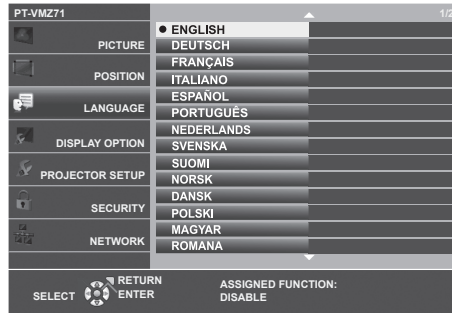 PT-VMZ71
1/2
PICTURE
POSITION
LANGUAGE
DISPLAY OPTION
PROJECTOR SETUP
SECURITY
NETWORK
ENGLISH
DEUTSCH
FRANÇAIS
ITALIANO
ESPAÑOL
PORTUGUÊS
NEDERLANDS
SVENSKA
SUOMI
NORSK
DANSK
POLSKI
MAGYAR
ROMANA
SELECT
RETURN
ENTER
ASSIGNED FUNCTION:
DISABLE